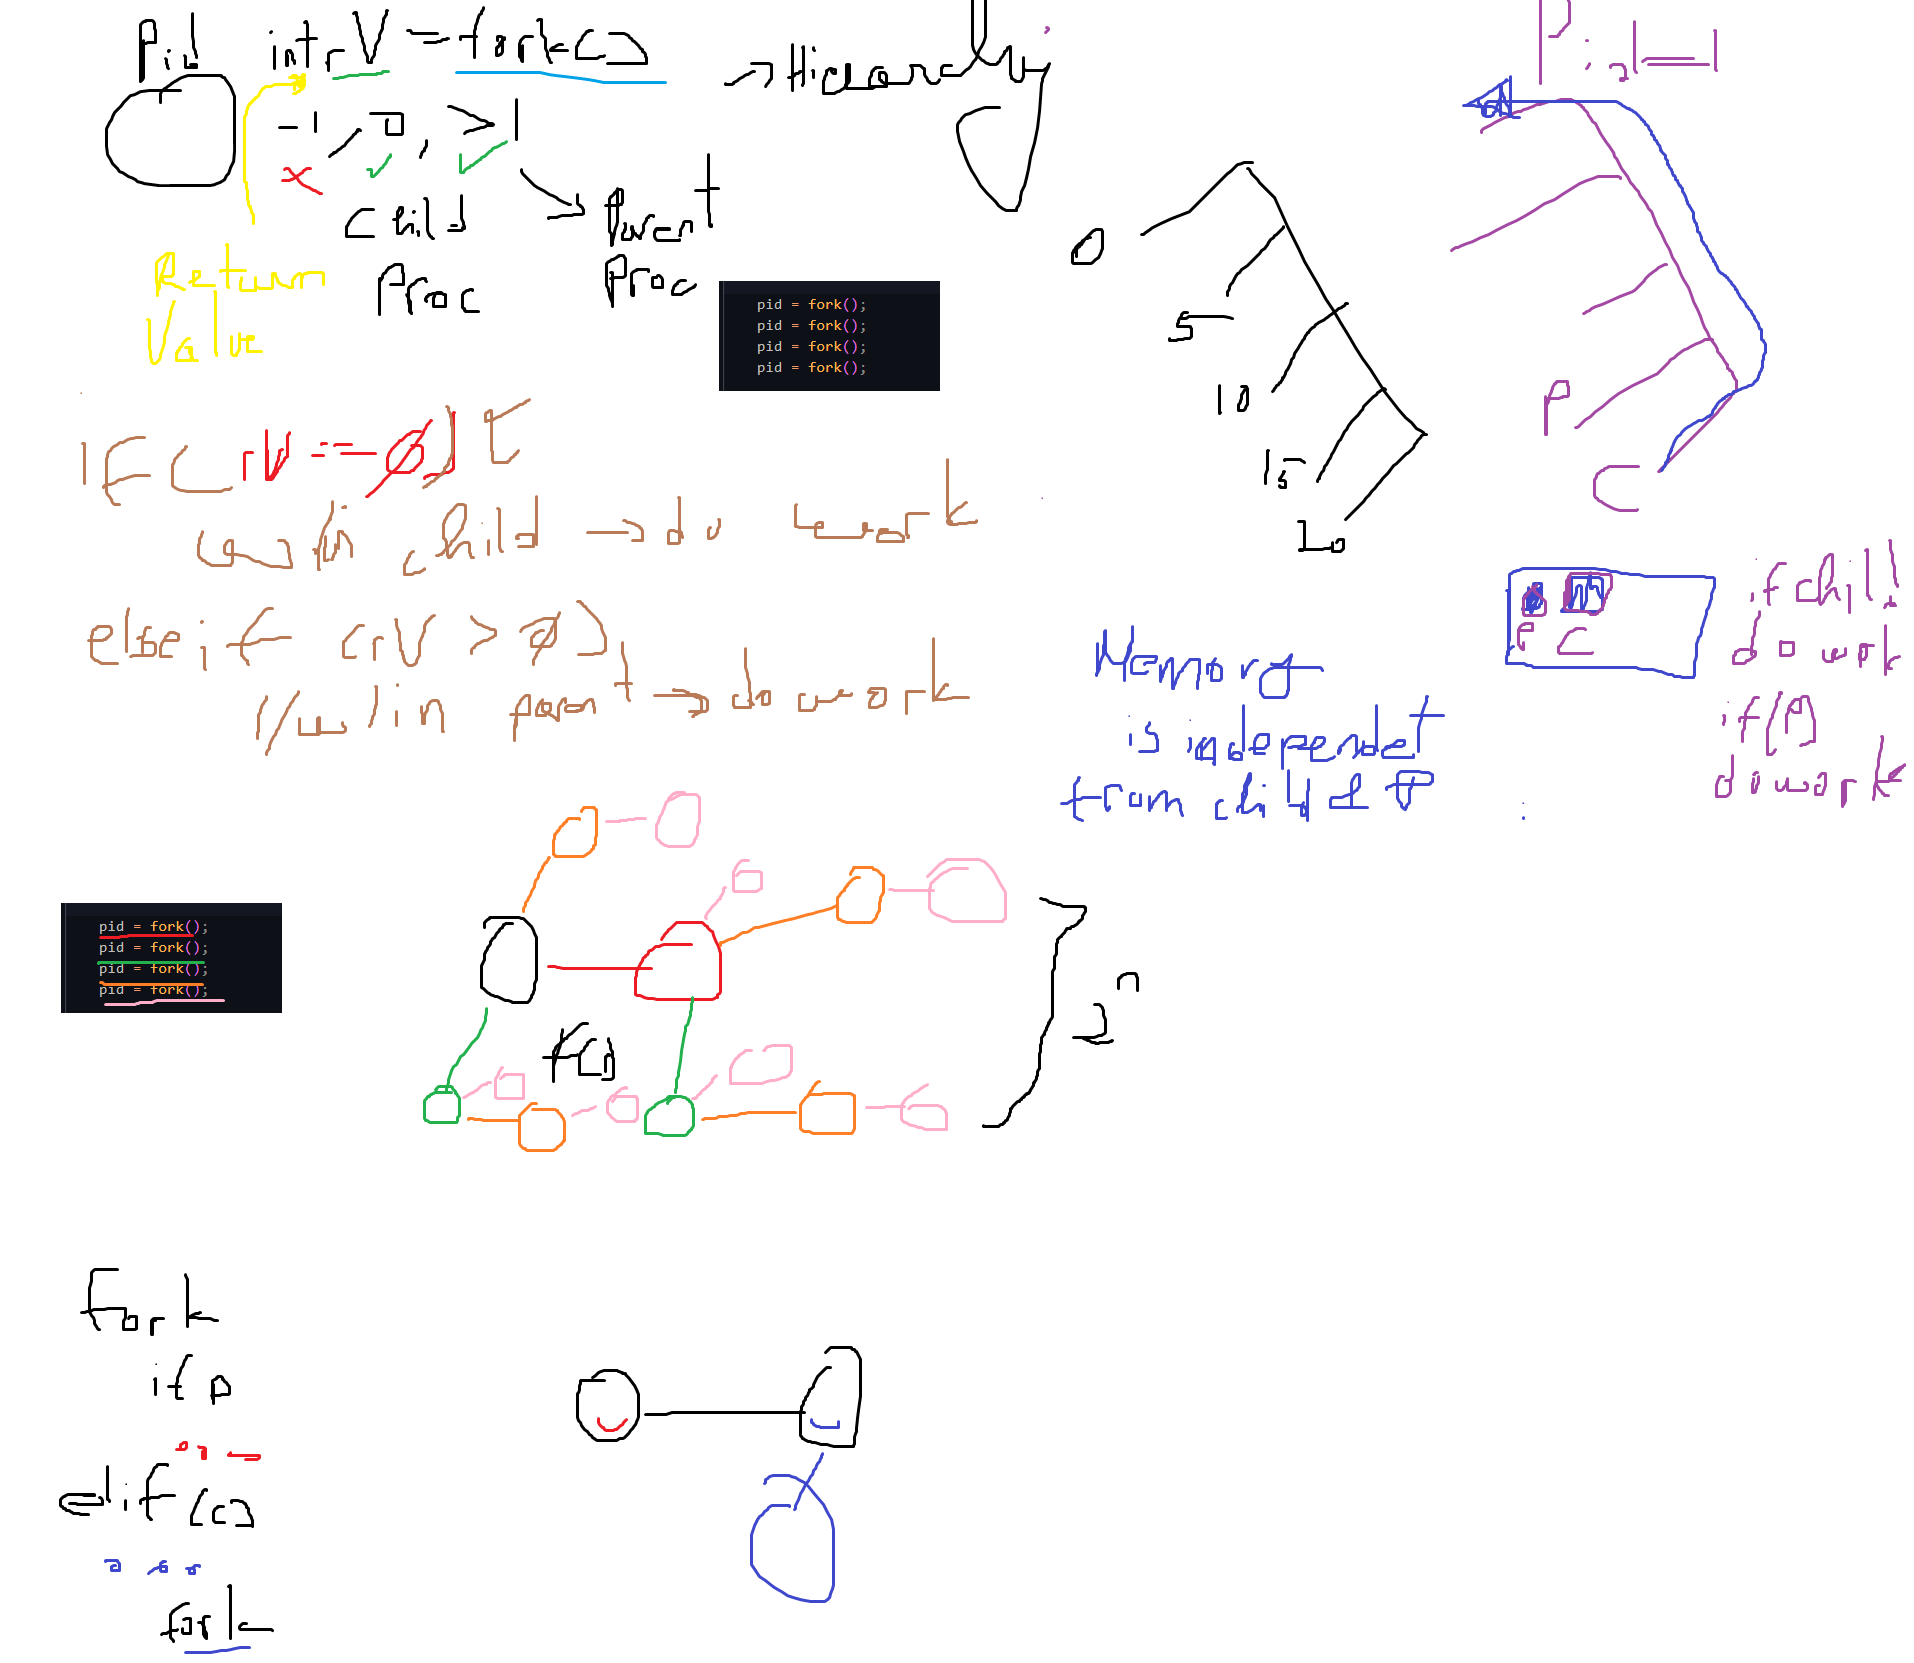 Pid int rV = fork()
-1, 0, >1
Child Proc
Parent Proc
Return Value
pid = fork();
pid = fork();
pid = fork();
pid = fork();
0
5
10
15
20
Pid = 1
P
C
if (rV == 0) {
w/in child → do work
else if (rV > 0)
//w/in parent → do work
Memory
is independet
from child & P
P C
if child
do work
if (P)
do work
pid = fork();
pid = fork();
pid = fork();
pid = fork();
f()
2^n
Fork
if p
elif (c)
fork